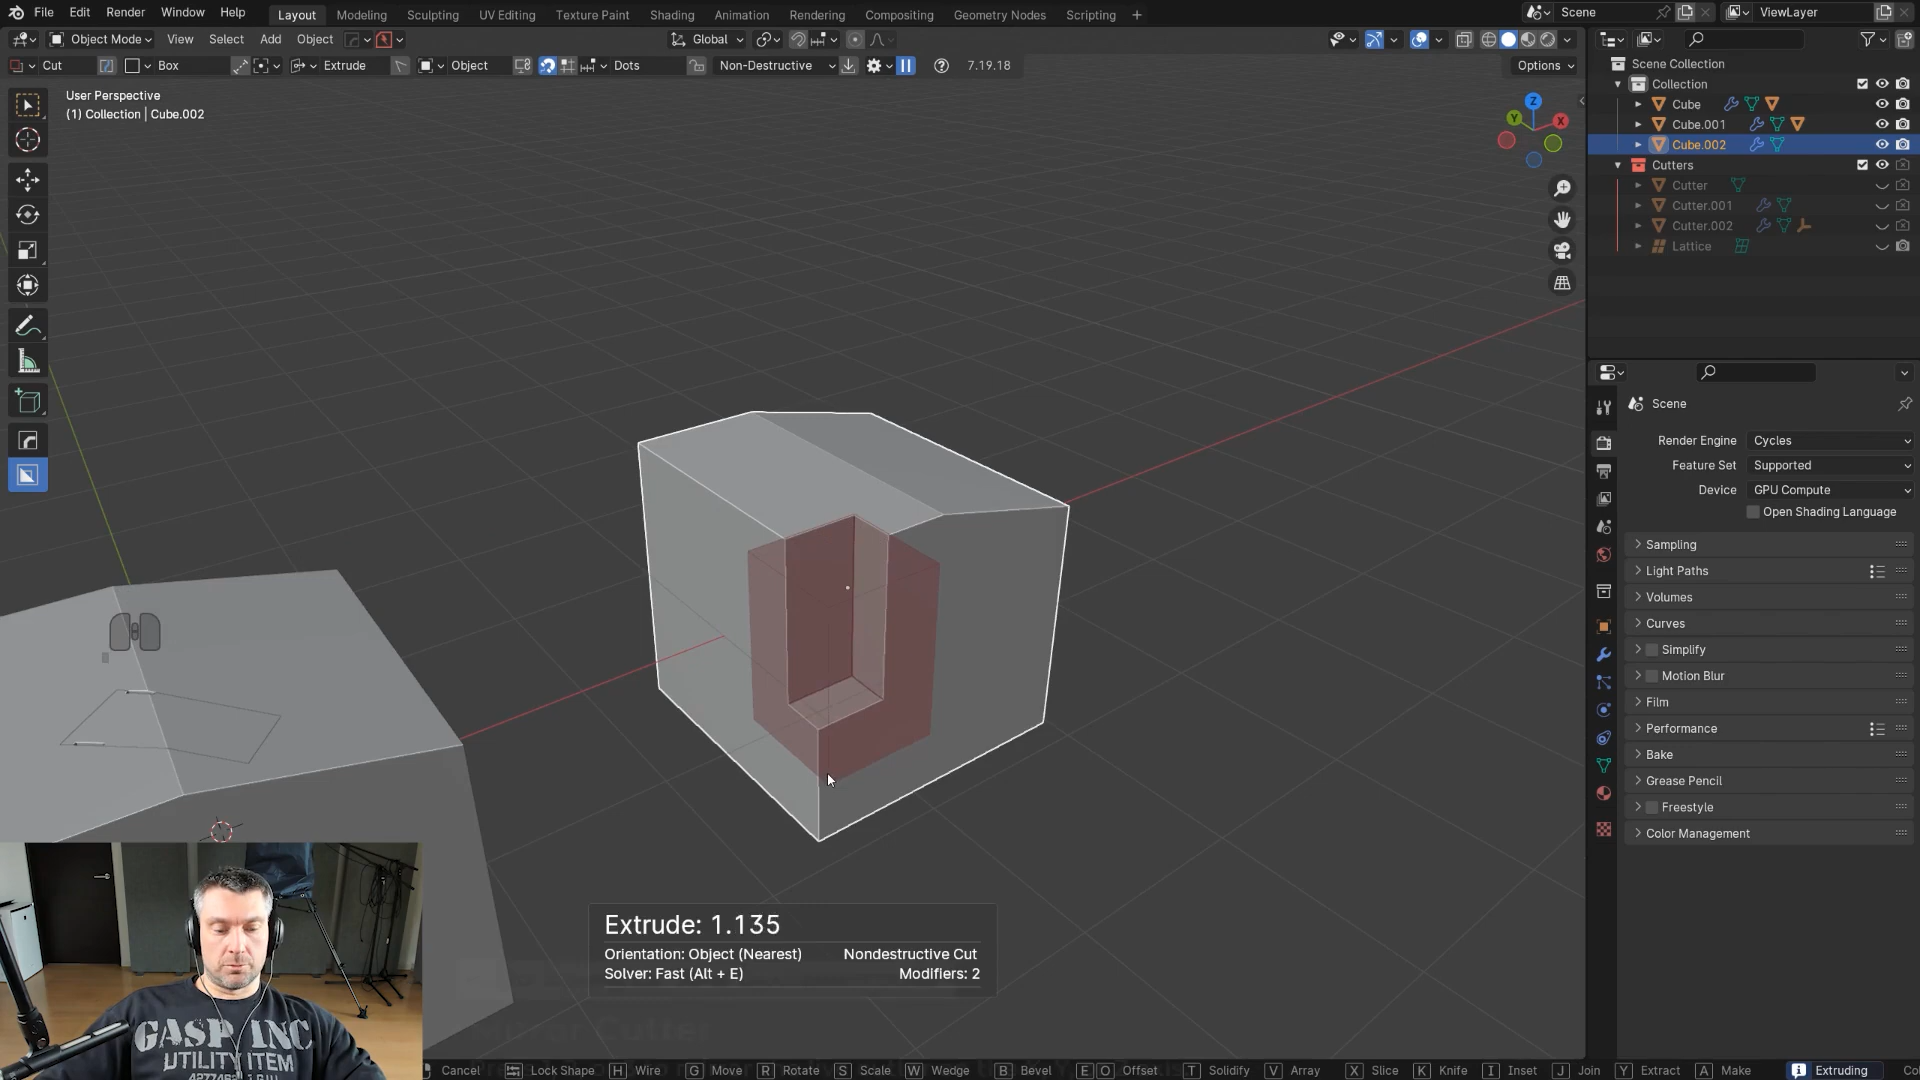 File Edit Render Window Help
Layout Modeling Sculpting UV Editing Texture Paint Shading Animation Rendering Compositing Geometry Nodes Scripting +
Scene
ViewLayer
Object Mode View Select Add Object
Global
Cut Box Extrude Object Dots Non-Destructive 7.19.18
Options
User Perspective
(1) Collection | Cube.002
Z
Y
X
Scene Collection
Collection
Cube
Cube.001
Cube.002
Cutters
Cutter
Cutter.001
Cutter.002
Lattice
Scene
Render Engine Cycles
Feature Set Supported
Device GPU Compute
Open Shading Language
Sampling
Light Paths
Volumes
Curves
Simplify
Motion Blur
Film
Performance
Bake
Grease Pencil
Freestyle
Color Management
Extrude: 1.135
Orientation: Object (Nearest) Nondestructive Cut
Solver: Fast (Alt + E) Modifiers: 2
GASP INC
UTILITY ITEM
Cancel Lock Shape H Wire G Move R Rotate S Scale W Wedge B Bevel E O Offset T Solidify V Array X Slice K Knife I Inset J Join Y Extract A Make Extruding